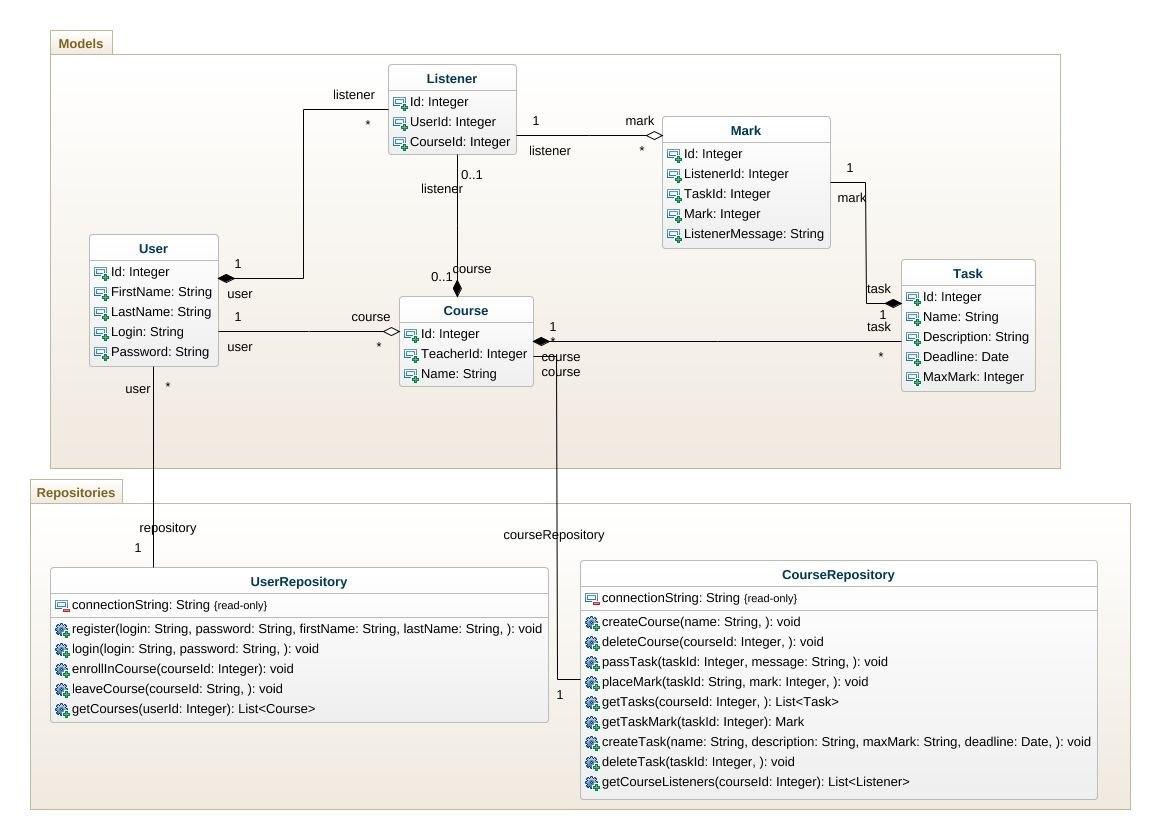 Models
Listener
Id: Integer
UserId: Integer
CourseId: Integer
listener
*
1
mark
listener
*
Mark
Id: Integer
ListenerId: Integer
TaskId: Integer
Mark: Integer
ListenerMessage: String
1
mark
0..1
listener
User
Id: Integer
FirstName: String
LastName: String
Login: String
Password: String
1
user
1
user
course
*
0..1
course
Course
Id: Integer
TeacherId: Integer
Name: String
1
*
course
course
Task
Id: Integer
Name: String
Description: String
Deadline: Date
MaxMark: Integer
task
1
task
*
user
*
Repositories
repository
1
courseRepository
1
UserRepository
connectionString: String {read-only}
register(login: String, password: String, firstName: String, lastName: String, ): void
login(login: String, password: String, ): void
enrollInCourse(courseId: Integer): void
leaveCourse(courseId: String, ): void
getCourses(userId: Integer): List<Course>
CourseRepository
connectionString: String {read-only}
createCourse(name: String, ): void
deleteCourse(courseId: Integer, ): void
passTask(taskId: Integer, message: String, ): void
placeMark(taskId: String, mark: Integer, ): void
getTasks(courseId: Integer, ): List<Task>
getTaskMark(taskId: Integer): Mark
createTask(name: String, description: String, maxMark: String, deadline: Date, ): void
deleteTask(taskId: Integer, ): void
getCourseListeners(courseId: Integer): List<Listener>